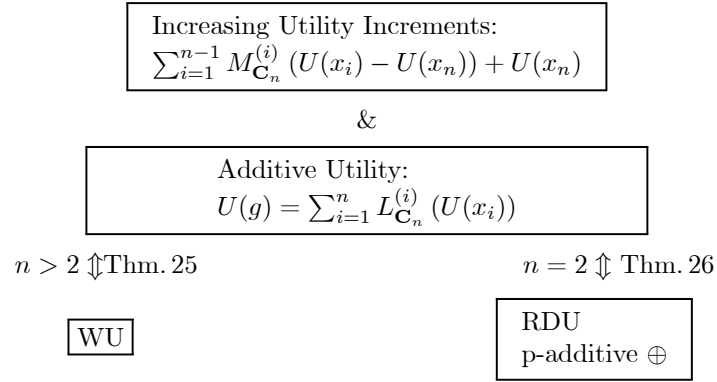 Increasing Utility Increments:
$\sum_{i=1}^{n-1} M_{\mathbf{C}_n}^{(i)} (U(x_i) - U(x_n)) + U(x_n)$
&
Additive Utility:
$U(g) = \sum_{i=1}^{n} L_{\mathbf{C}_n}^{(i)} (U(x_i))$
n > 2 ⇕ Thm. 25
n = 2 ⇕ Thm. 26
WU
RDU
p-additive ⊕